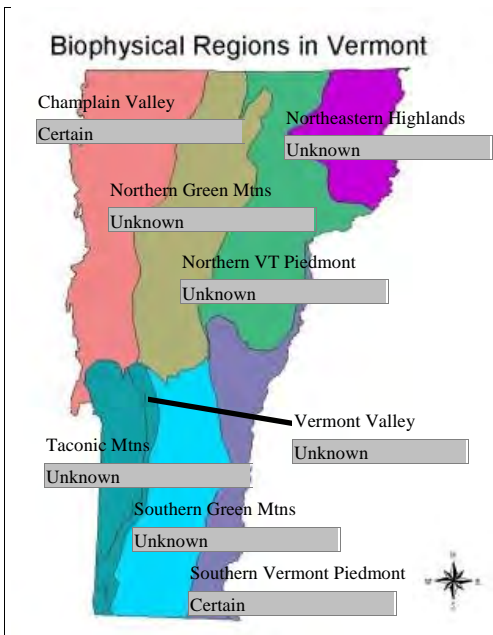 Biophysical Regions in Vermont
Champlain Valley
Certain
Northeastern Highlands
Unknown
Northern Green Mtns
Unknown
Northern VT Piedmont
Unknown
Vermont Valley
Unknown
Taconic Mtns
Unknown
Southern Green Mtns
Unknown
Southern Vermont Piedmont
Certain